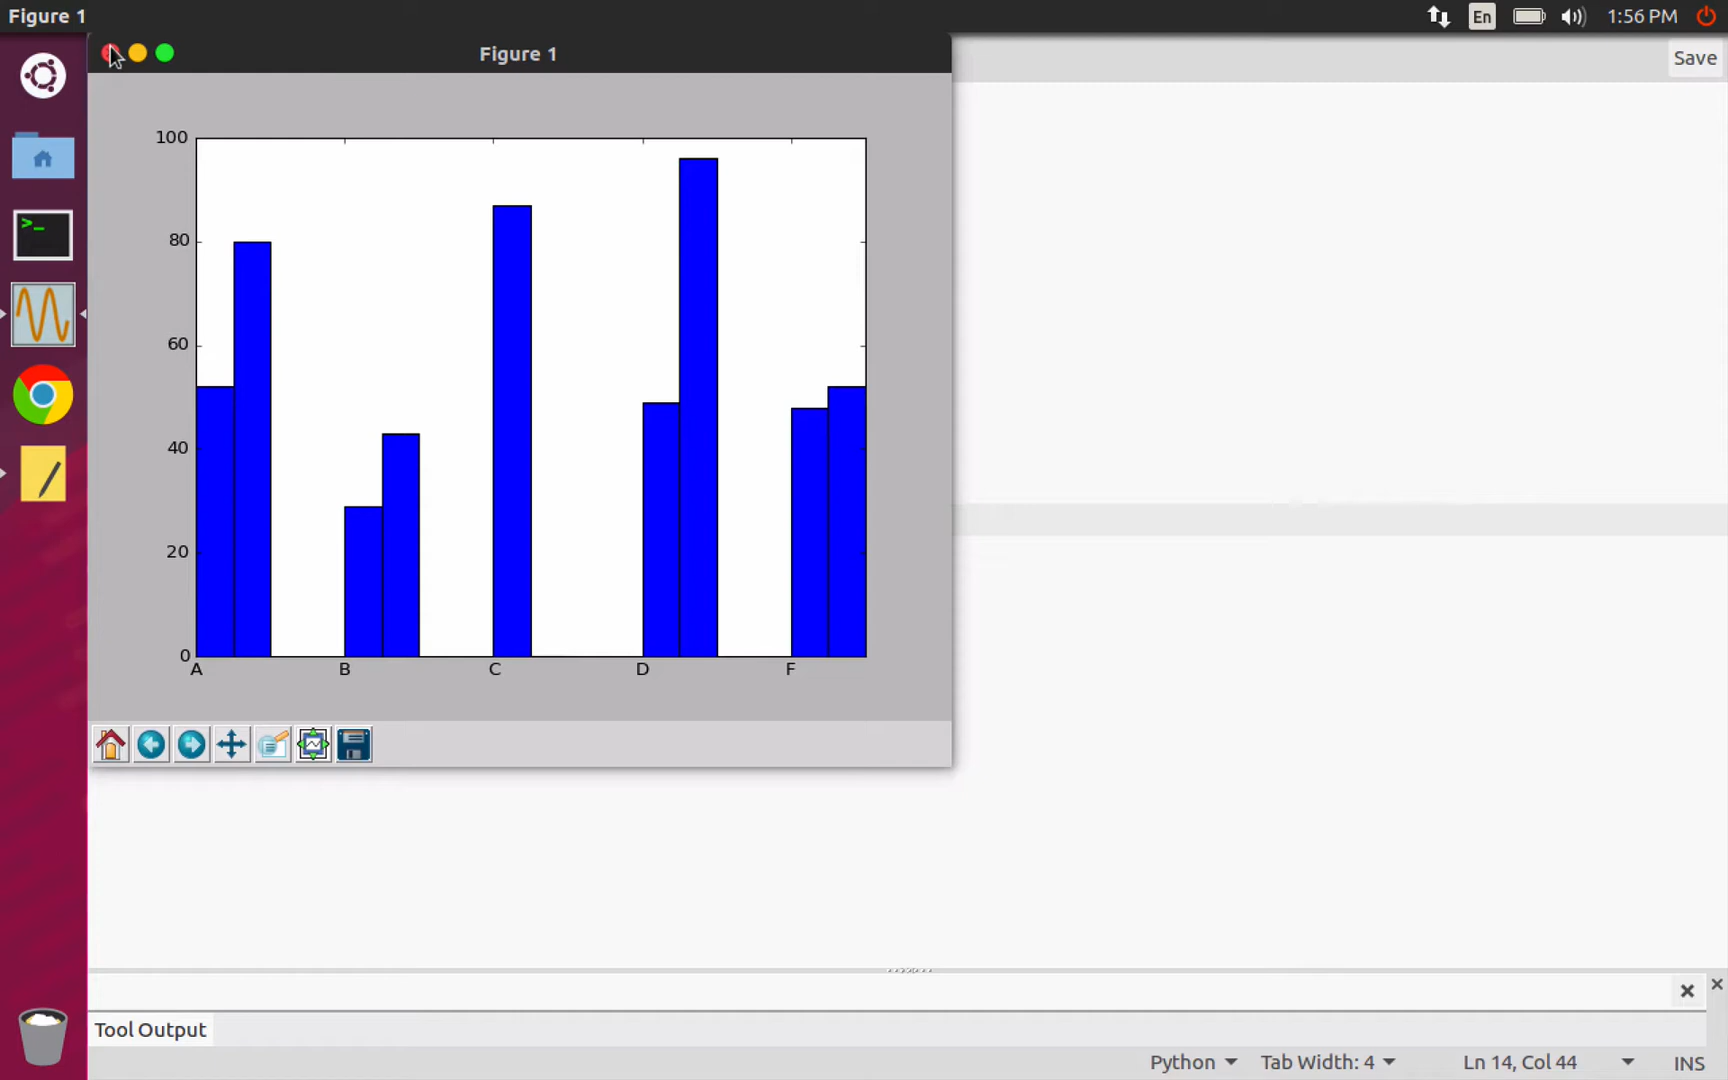 Figure 1
En
1:56 PM
Figure 1
Save
100
80
60
40
20
0
A B C D F
>_
Tool Output
Python Tab Width: 4 Ln 14, Col 44 INS